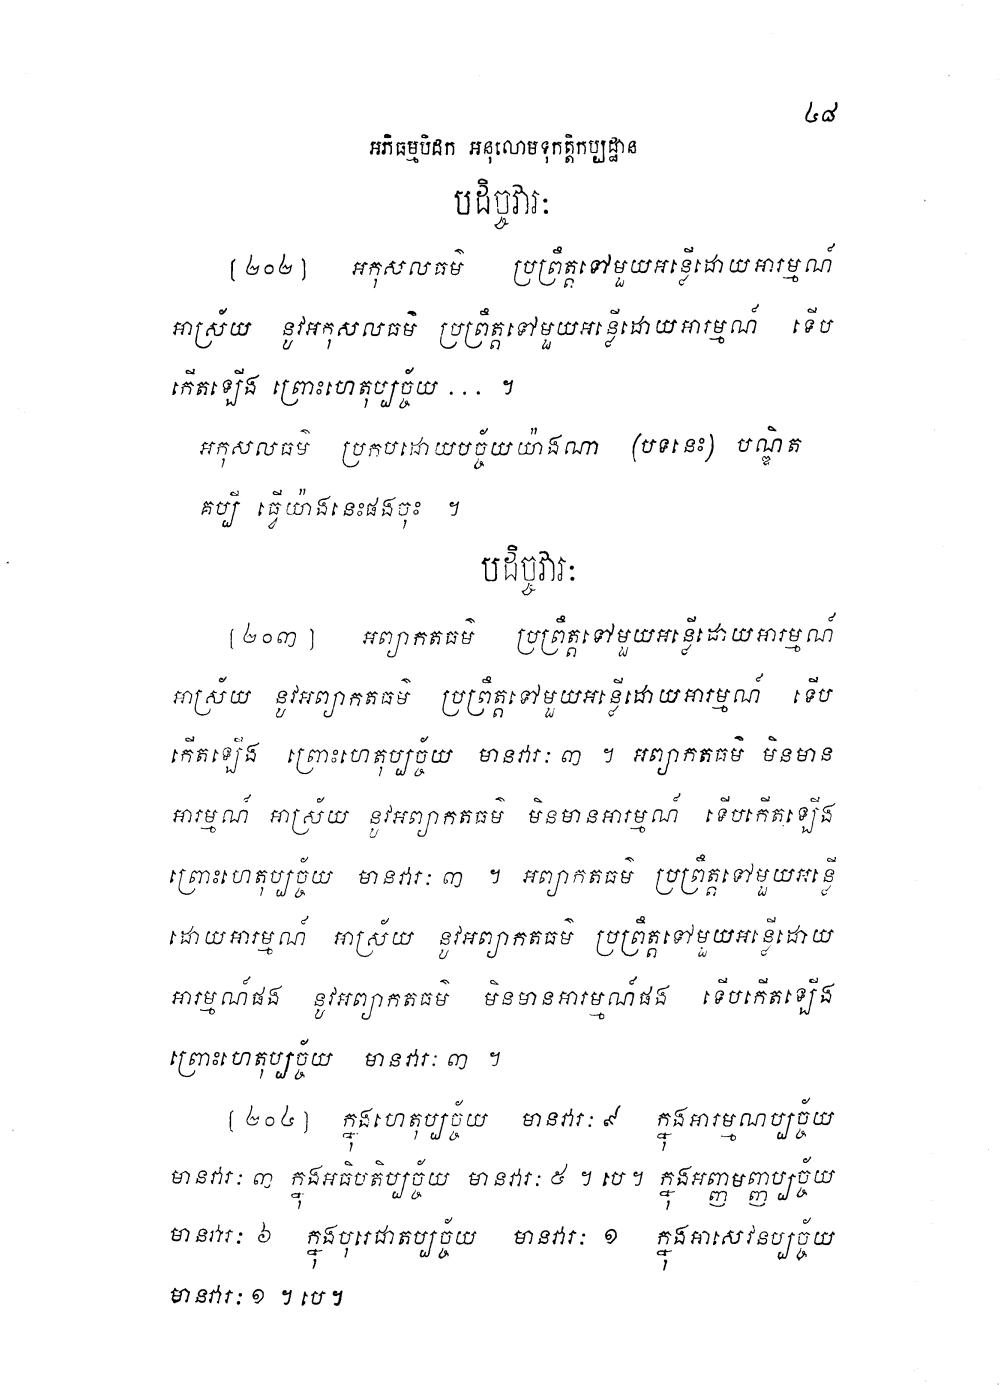 ៤៨
អភិធម្មបិដក អនុលោមទុកត្តិកប្បដ្ឋាន
បដិច្ចវារៈ
[២០២] អកុសលធម៌ ប្រព្រឹត្តទៅមួយអន្លើដោយអារម្មណ៍
អាស្រ័យ នូវអកុសលធម៌ ប្រព្រឹត្តទៅមួយអន្លើដោយអារម្មណ៍ ទើប
កើតឡើង ព្រោះហេតុប្បច្ច័យ ... ។
អកុសលធម៌ ប្រកបដោយបច្ច័យយ៉ាងណា (បទនេះ) បណ្ឌិត
គប្បី ធ្វើយ៉ាងនេះផងចុះ ។
បដិច្ចវារៈ
[២០៣] អព្យាកតធម៌ ប្រព្រឹត្តទៅមួយអន្លើដោយអារម្មណ៍
អាស្រ័យ នូវអព្យាកតធម៌ ប្រព្រឹត្តទៅមួយអន្លើដោយអារម្មណ៍ ទើប
កើតឡើង ព្រោះហេតុប្បច្ច័យ មានវារៈ ៣ ។ អព្យាកតធម៌ មិនមាន
អារម្មណ៍ អាស្រ័យ នូវអព្យាកតធម៌ មិនមានអារម្មណ៍ ទើបកើតឡើង
ព្រោះហេតុប្បច្ច័យ មានវារៈ ៣ ។ អព្យាកតធម៌ ប្រព្រឹត្តទៅមួយអន្លើ
ដោយអារម្មណ៍ អាស្រ័យ នូវអព្យាកតធម៌ ប្រព្រឹត្តទៅមួយអន្លើដោយ
អារម្មណ៍ផង នូវអព្យាកតធម៌ មិនមានអារម្មណ៍ផង ទើបកើតឡើង
ព្រោះហេតុប្បច្ច័យ មានវារៈ ៣ ។
[២០៤] ក្នុងហេតុប្បច្ច័យ មានវារៈ ៩ ក្នុងអារម្មណប្បច្ច័យ
មានវារៈ ៣ ក្នុងអធិបតិប្បច្ច័យ មានវារៈ ៥ ។ បេ ។ ក្នុងអញ្ញមញ្ញប្បច្ច័យ
មានវារៈ ៦ ក្នុងបុរេជាតប្បច្ច័យ មានវារៈ ១ ក្នុងអាសេវនប្បច្ច័យ
មានវារៈ ១ ។ បេ ។